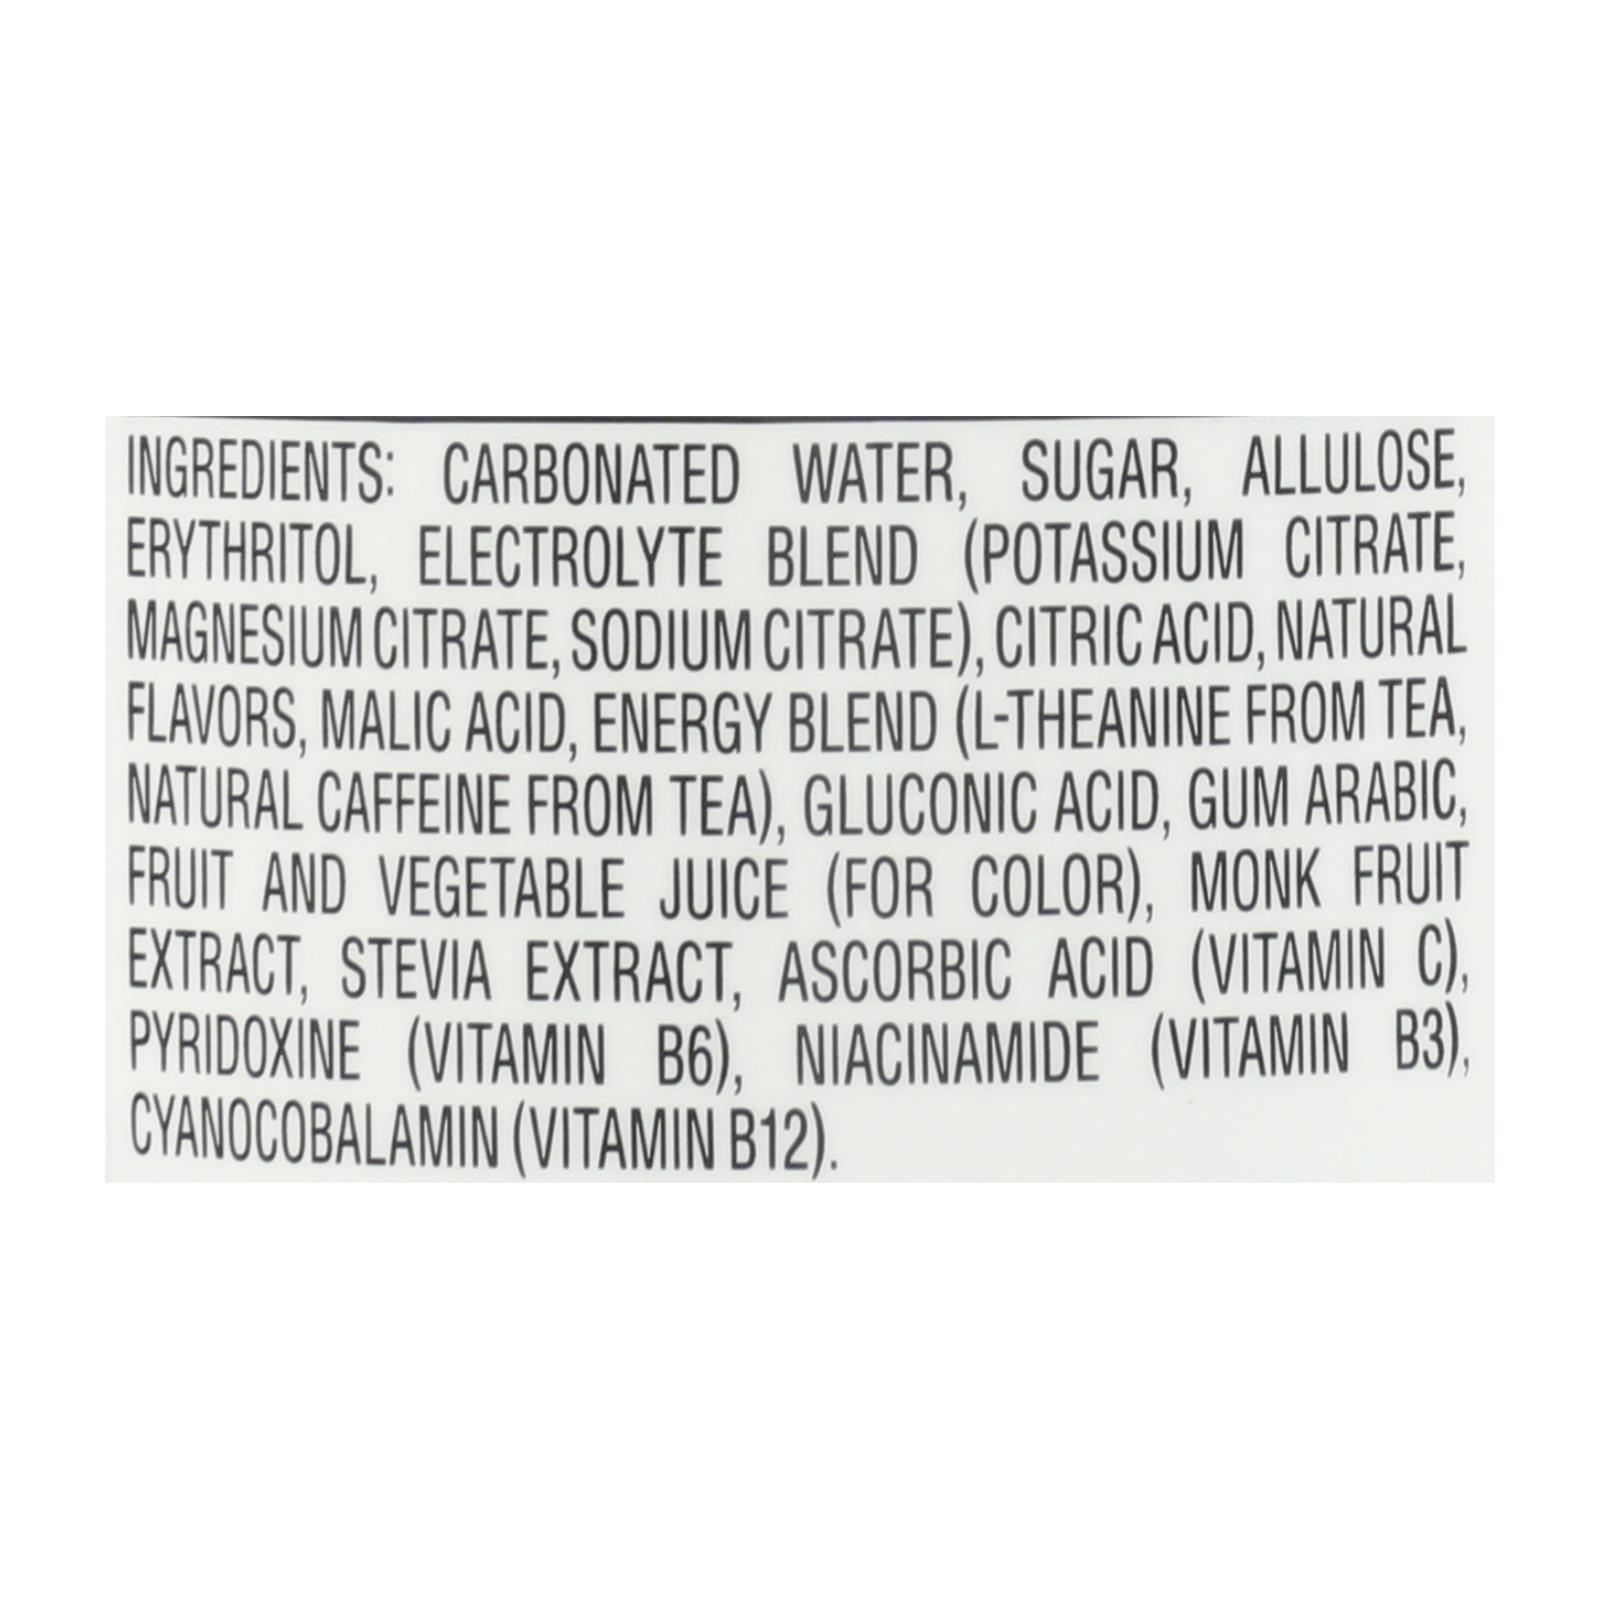 INGREDIENTS: CARBONATED WATER, SUGAR, ALLULOSE,
ERYTHRITOL, ELECTROLYTE BLEND (POTASSIUM CITRATE,
MAGNESIUM CITRATE, SODIUM CITRATE), CITRIC ACID, NATURAL
FLAVORS, MALIC ACID, ENERGY BLEND (L-THEANINE FROM TEA,
NATURAL CAFFEINE FROM TEA), GLUCONIC ACID, GUM ARABIC,
FRUIT AND VEGETABLE JUICE (FOR COLOR), MONK FRUIT
EXTRACT, STEVIA EXTRACT, ASCORBIC ACID (VITAMIN C),
PYRIDOXINE (VITAMIN B6), NIACINAMIDE (VITAMIN B3),
CYANOCOBALAMIN (VITAMIN B12).